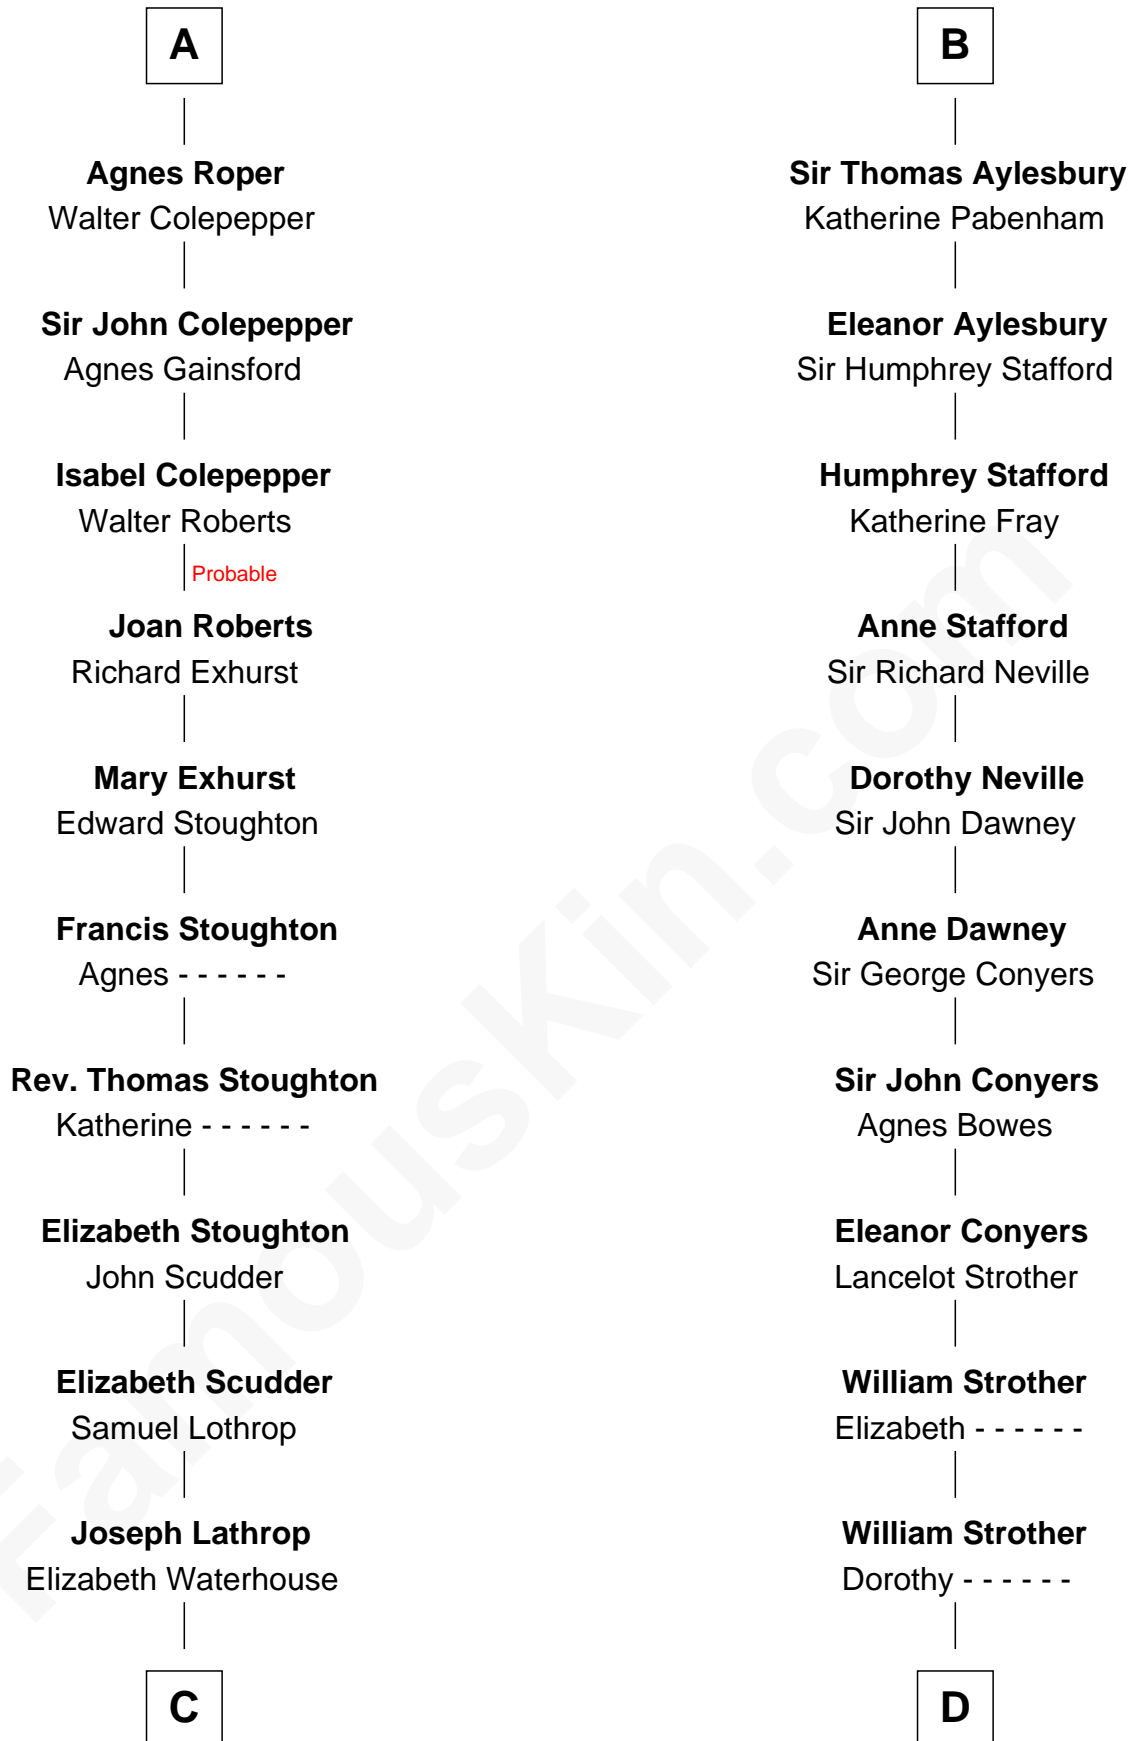 A
Agnes Roper
Walter Colepepper
Sir John Colepepper
Agnes Gainsford
Isabel Colepepper
Walter Roberts
Probable
Joan Roberts
Richard Exhurst
Mary Exhurst
Edward Stoughton
Francis Stoughton
Agnes - - - - - -
Rev. Thomas Stoughton
Katherine - - - - - -
Elizabeth Stoughton
John Scudder
Elizabeth Scudder
Samuel Lothrop
Joseph Lathrop
Elizabeth Waterhouse
C
B
Sir Thomas Aylesbury
Katherine Pabenham
Eleanor Aylesbury
Sir Humphrey Stafford
Humphrey Stafford
Katherine Fray
Anne Stafford
Sir Richard Neville
Dorothy Neville
Sir John Dawney
Anne Dawney
Sir George Conyers
Sir John Conyers
Agnes Bowes
Eleanor Conyers
Lancelot Strother
William Strother
Elizabeth - - - - - -
William Strother
Dorothy - - - - - -
D
FamousKin.com